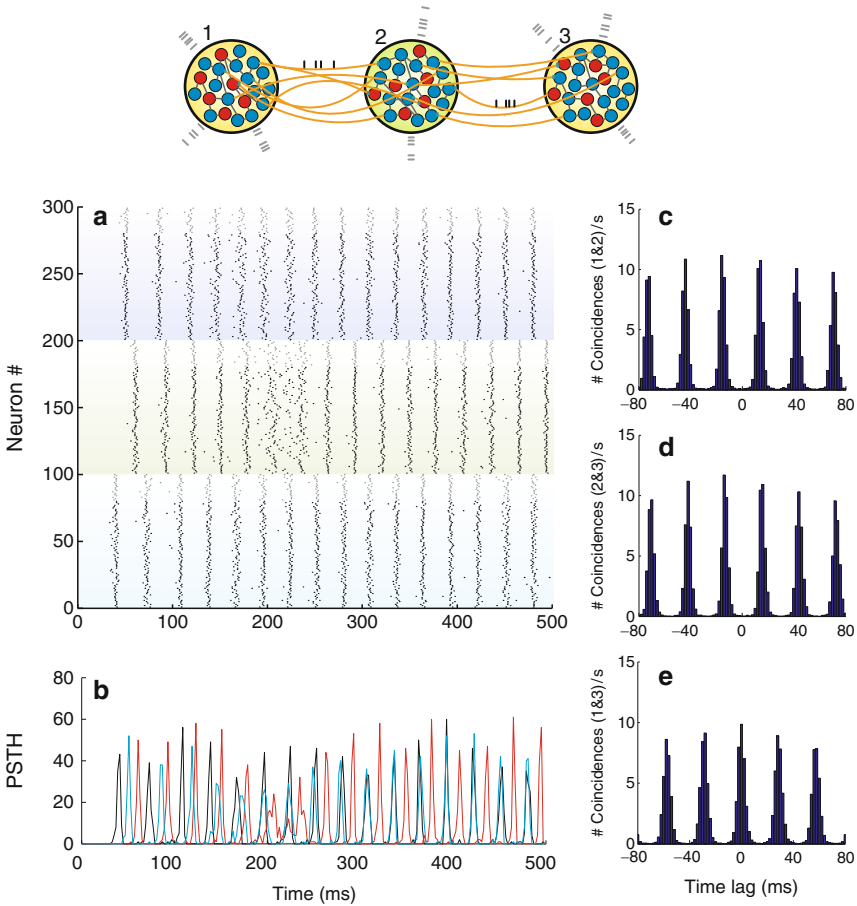 1 2 3
a
300
250
200
150
100
50
0
Neuron #
0 100 200 300 400 500
b
80
60
40
20
0
PSTH
0 100 200 300 400 500
Time (ms)
c
15
10
5
0
# Coincidences (1&2)/s
−80 −40 0 40 80
d
15
10
5
0
# Coincidences (2&3)/s
−80 −40 0 40 80
e
15
10
5
0
# Coincidences (1&3)/s
−80 −40 0 40 80
Time lag (ms)